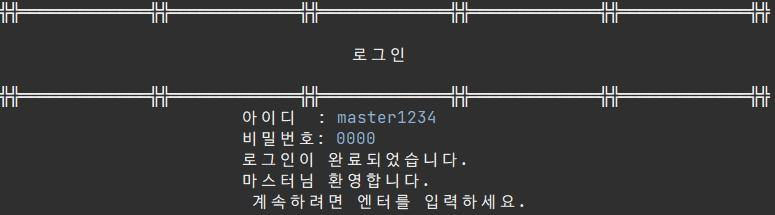 로그인
아이디 : master1234
비밀번호: 0000
로그인이 완료되었습니다.
마스터님 환영합니다.
계속하려면 엔터를 입력하세요.